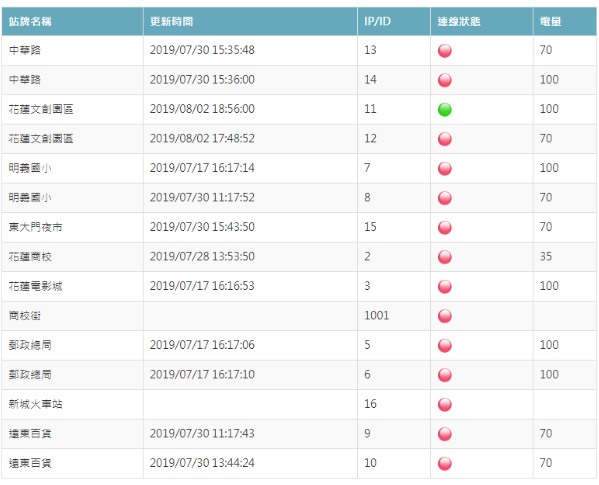 站牌名稱 更新時間 IP/ID 連線狀態 電量
中華路 2019/07/30 15:35:48 13 70
中華路 2019/07/30 15:36:00 14 100
花蓮文創園區 2019/08/02 18:56:00 11 100
花蓮文創園區 2019/08/02 17:48:52 12 70
明義國小 2019/07/17 16:17:14 7 100
明義國小 2019/07/30 11:17:52 8 70
東大門夜市 2019/07/30 15:43:50 15 70
花蓮商校 2019/07/28 13:53:50 2 35
花蓮電影城 2019/07/17 16:16:53 3 100
商校街 1001
郵政總局 2019/07/17 16:17:06 5 100
郵政總局 2019/07/17 16:17:10 6 100
新城火車站 16
遠東百貨 2019/07/30 11:17:43 9 70
遠東百貨 2019/07/30 13:44:24 10 70